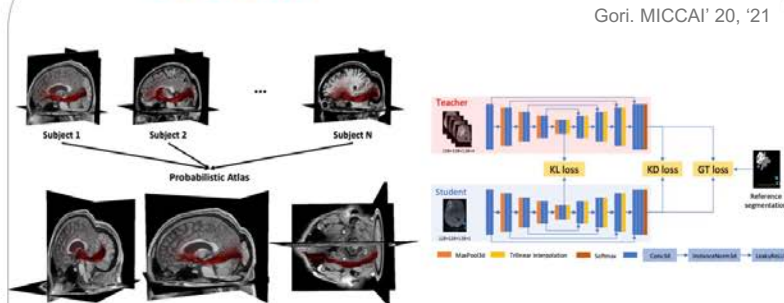 Gori. MICCAI' 20, '21
Subject 1
Subject 2
...
Subject N
Probabilistic Atlas
Teacher
KL loss
KD loss
GT loss
Student
Reference
segmentation
MaxPool3d
Trilinear interpolation
Softmax
Conv3d
InstanceNorm3d
LeakyReLU